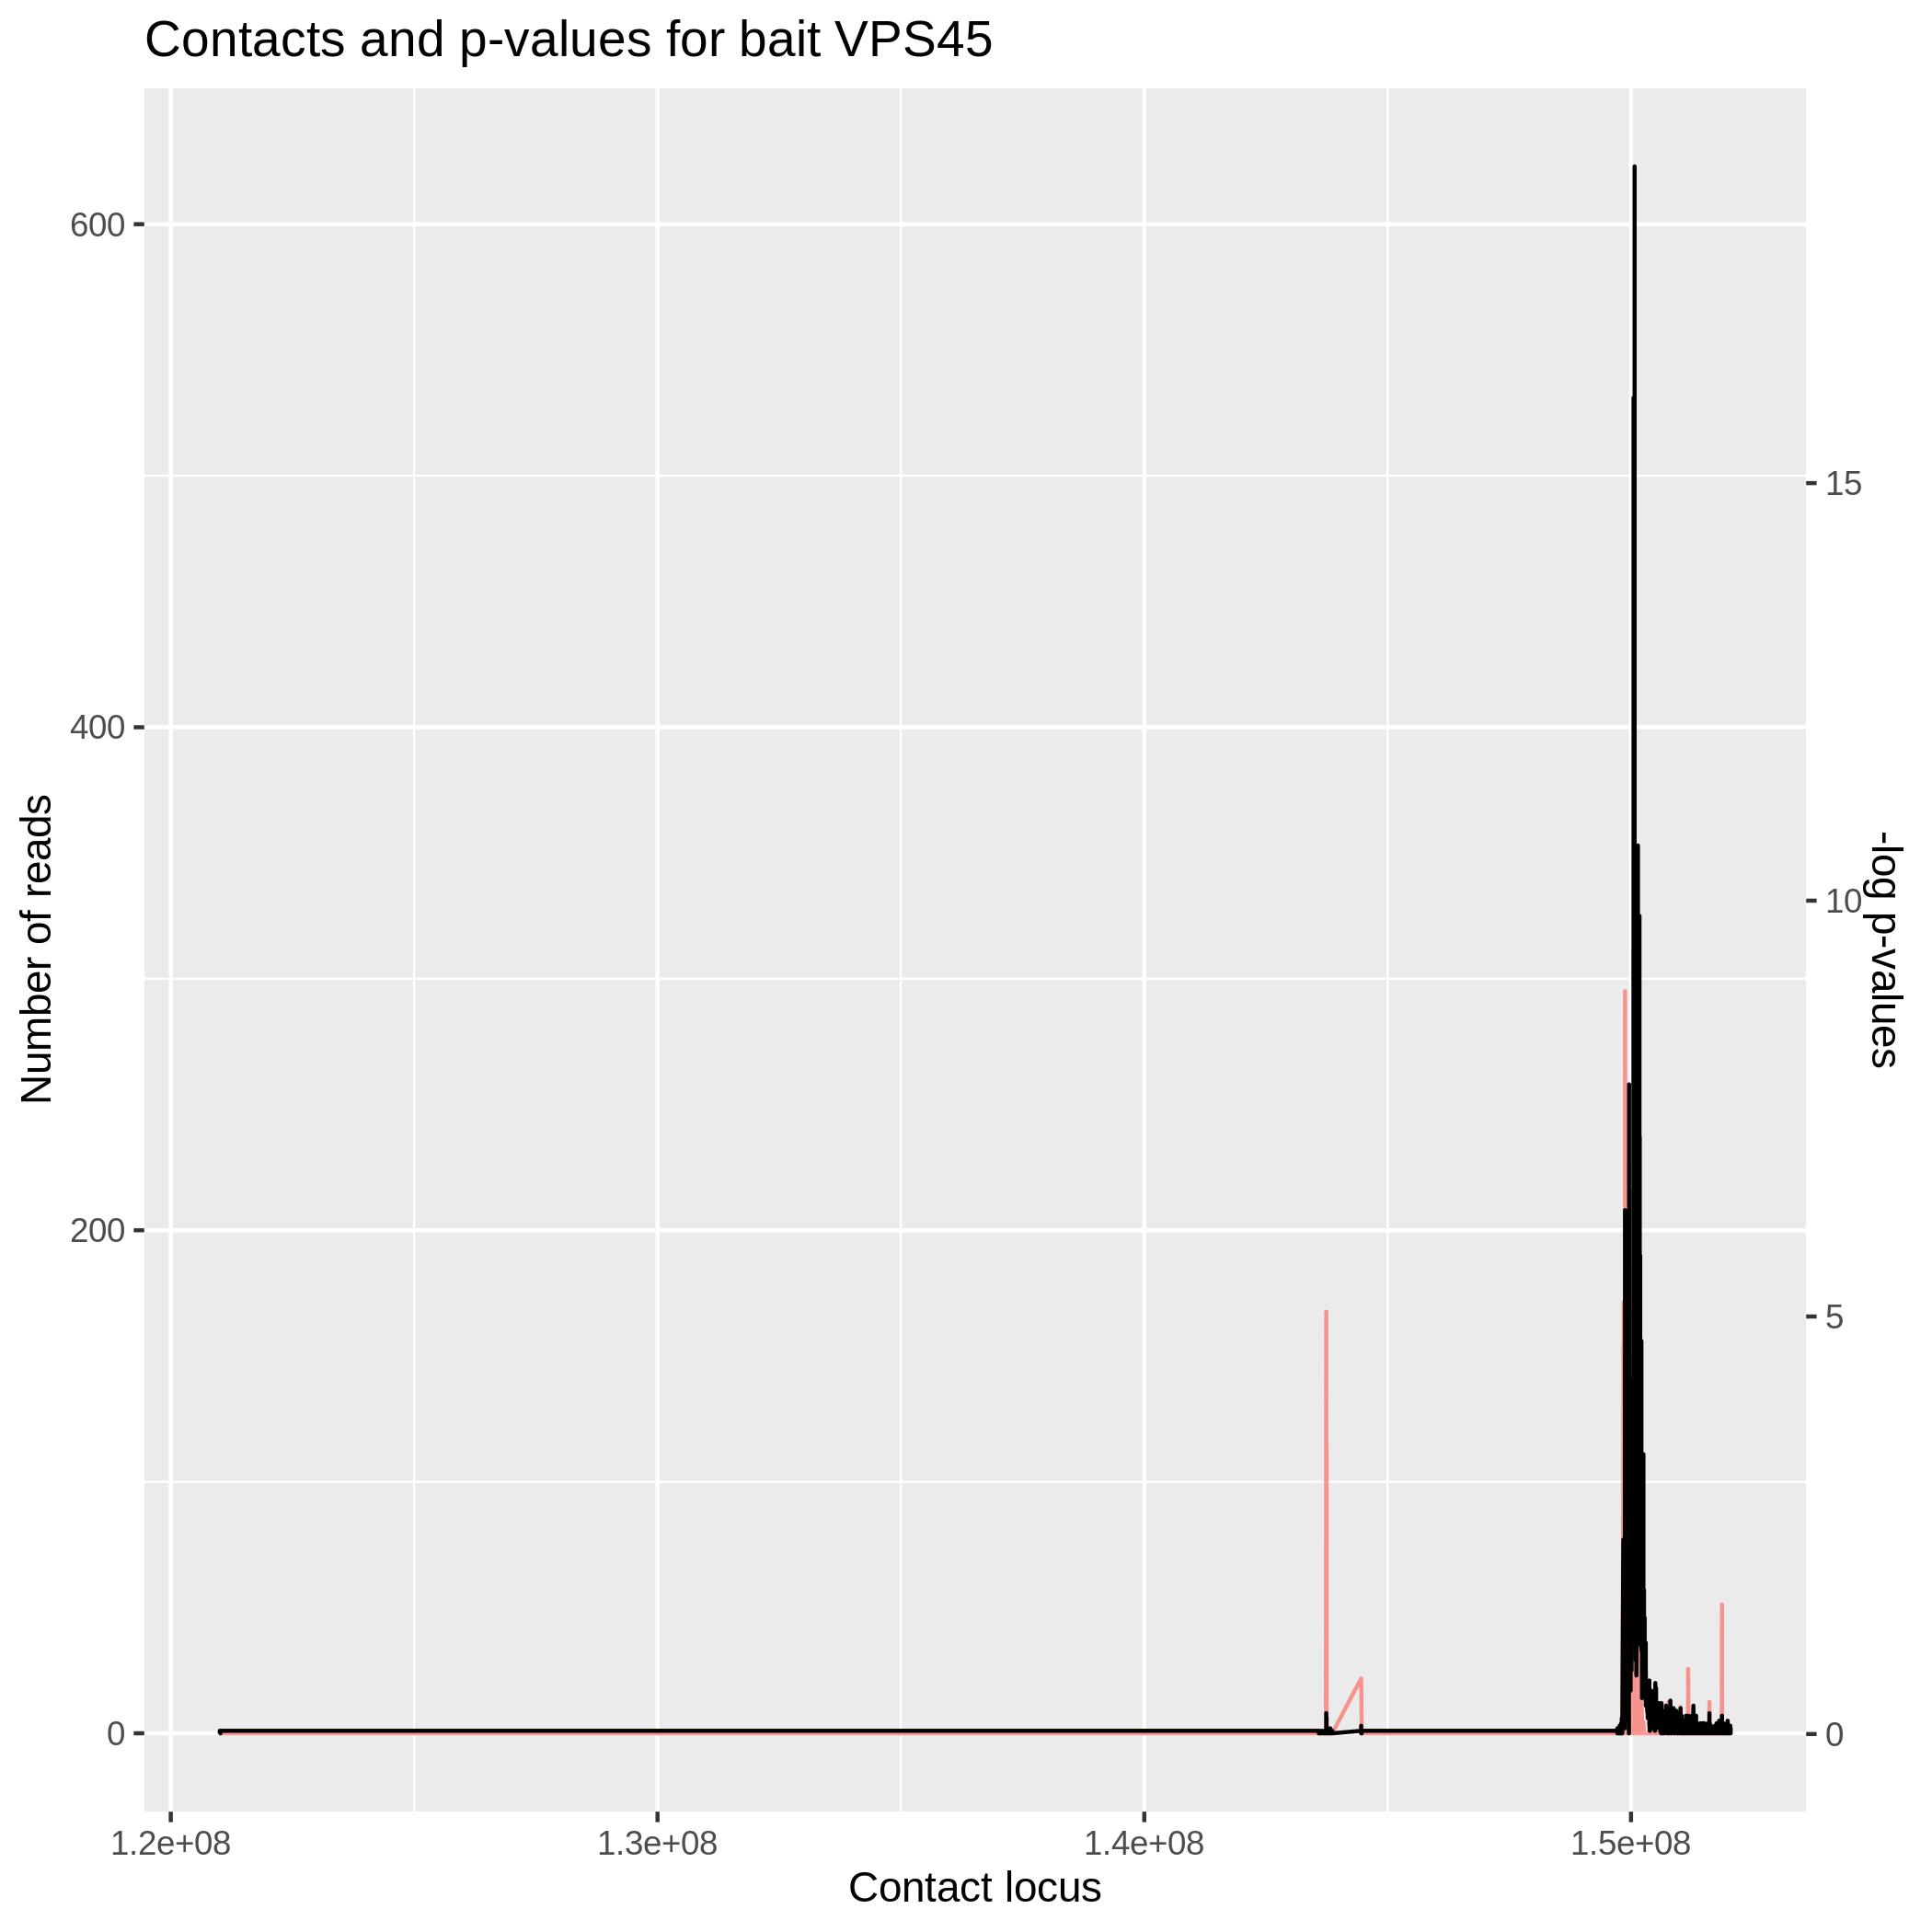 Contacts and p-values for bait VPS45
600
400
200
0
Number of reads
15
10
5
0
-log p-values
1.2e+08 1.3e+08 1.4e+08 1.5e+08
Contact locus